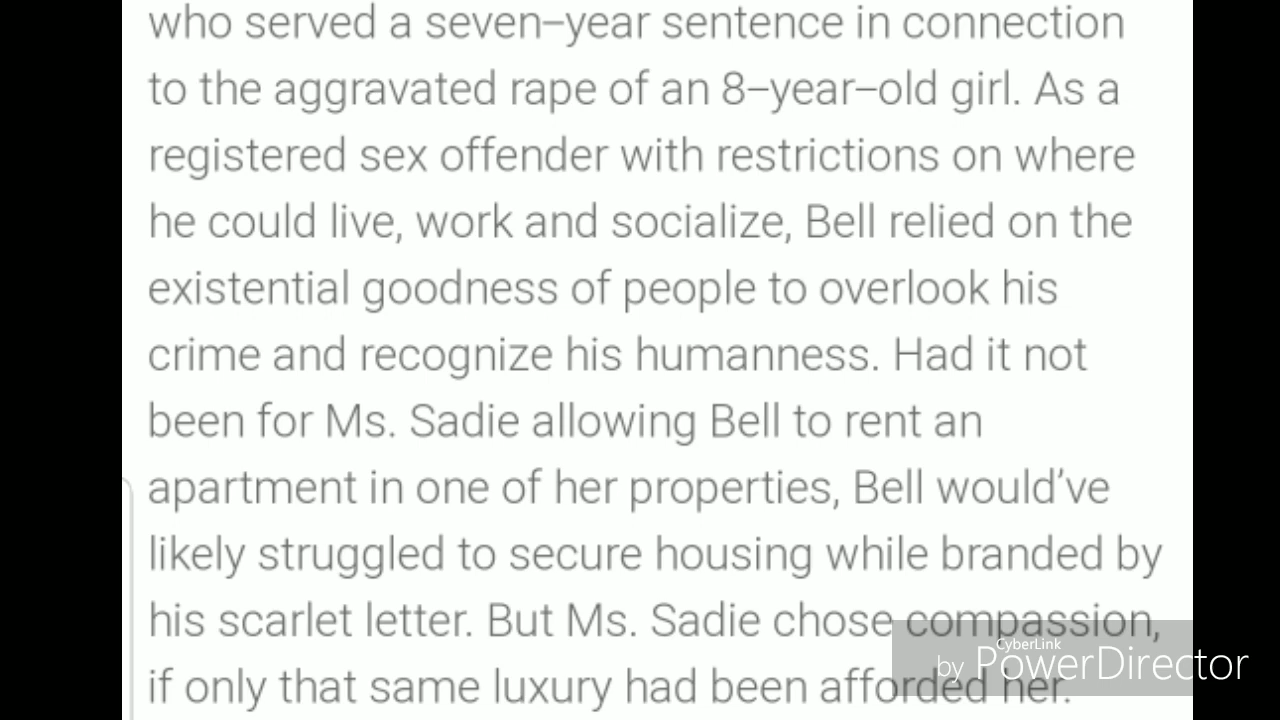 who served a seven–year sentence in connection
to the aggravated rape of an 8–year–old girl. As a
registered sex offender with restrictions on where
he could live, work and socialize, Bell relied on the
existential goodness of people to overlook his
crime and recognize his humanness. Had it not
been for Ms. Sadie allowing Bell to rent an
apartment in one of her properties, Bell would’ve
likely struggled to secure housing while branded by
his scarlet letter. But Ms. Sadie chose compassion,
if only that same luxury had been afforded her.
CyberLink
by PowerDirector